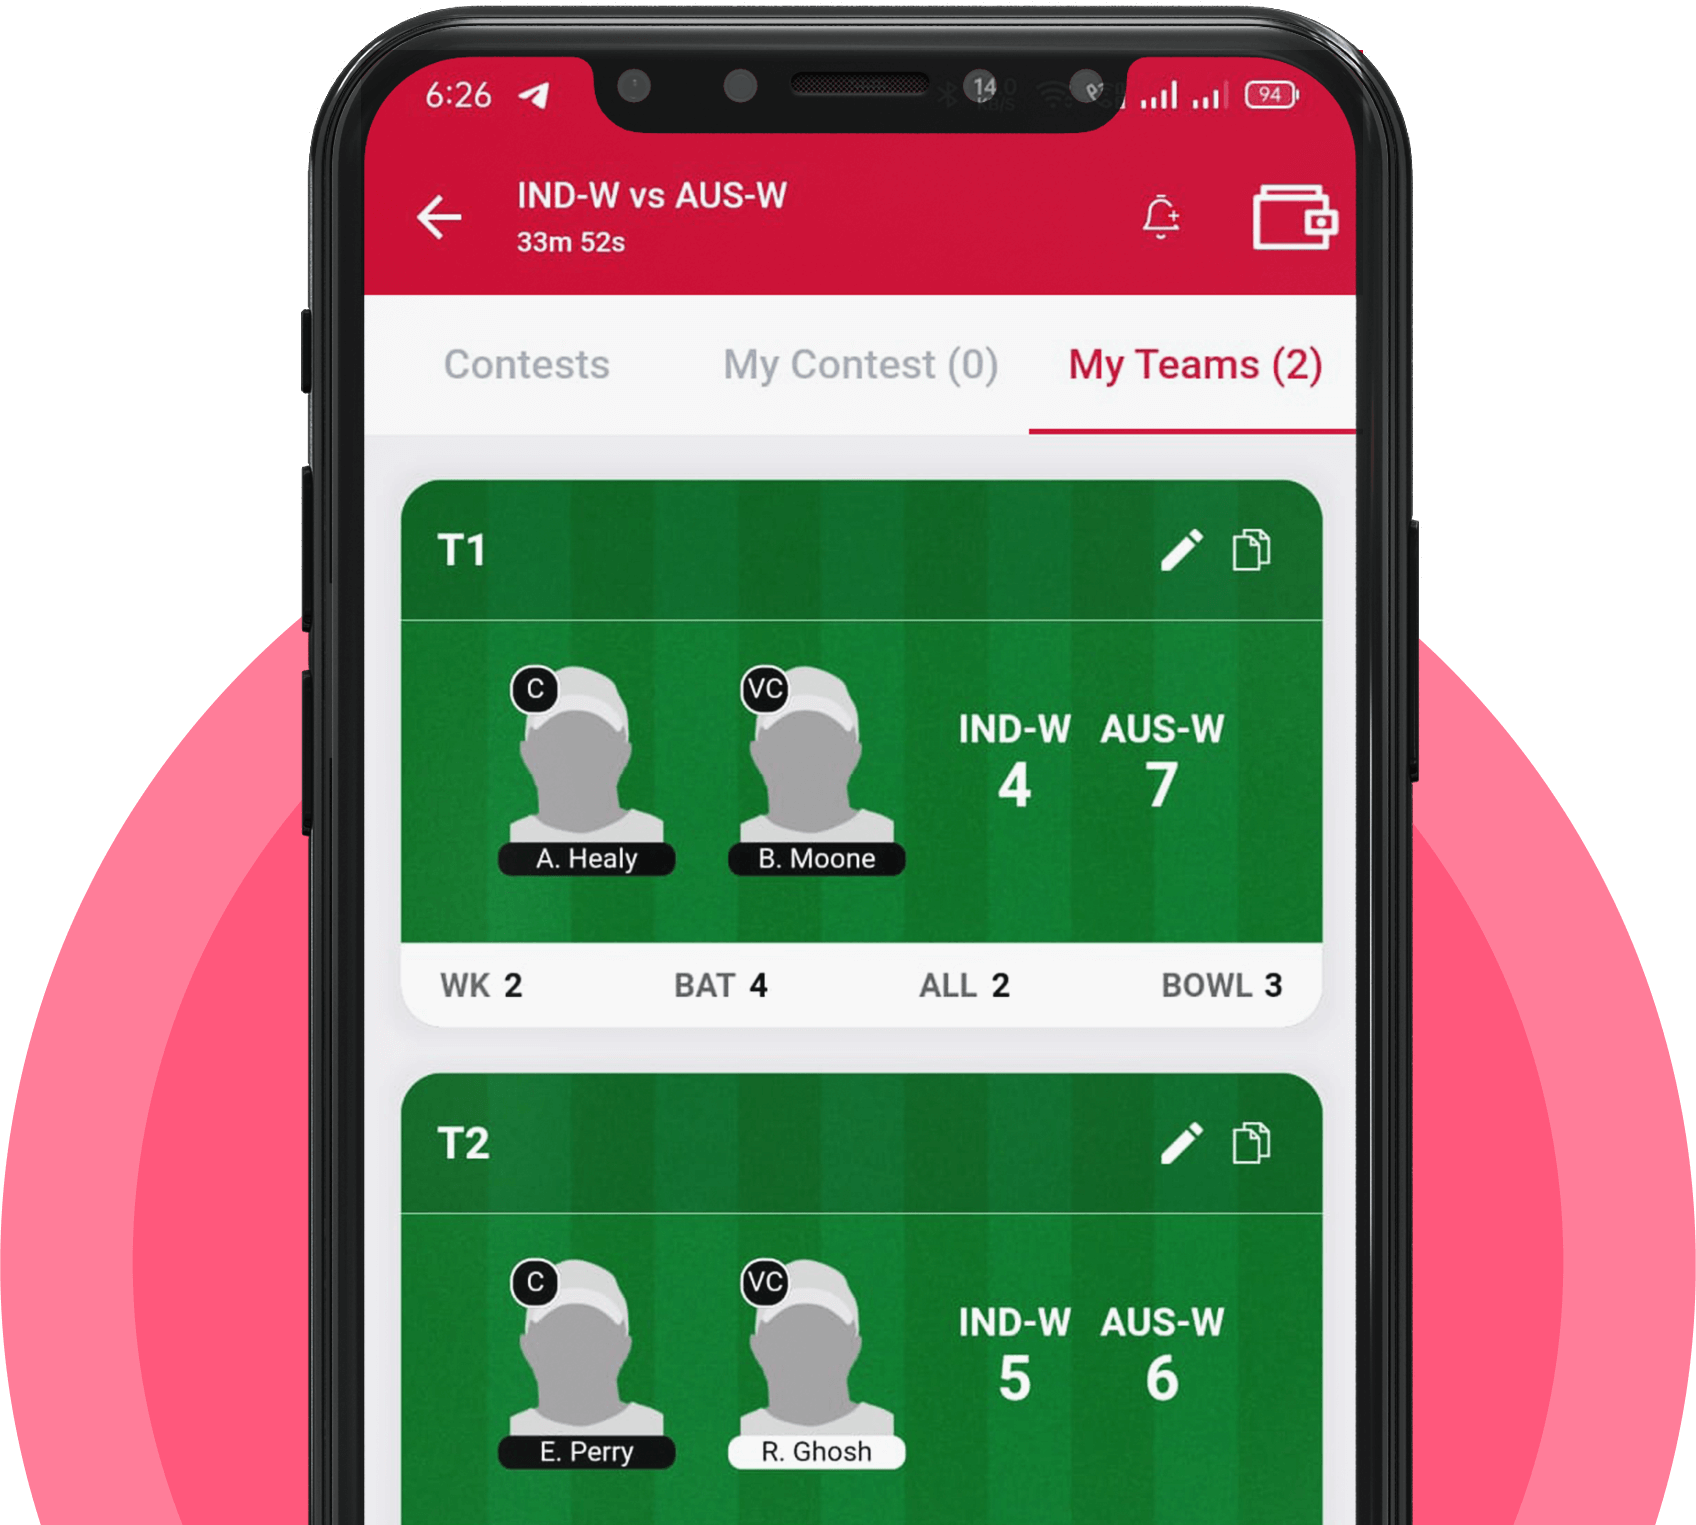 6:26 14 94
IND-W vs AUS-W
33m 52s
Contests My Contest (0) My Teams (2)
T1
C VC
IND-W AUS-W
4 7
A. Healy B. Moone
WK 2 BAT 4 ALL 2 BOWL 3
T2
C VC
IND-W AUS-W
5 6
E. Perry R. Ghosh